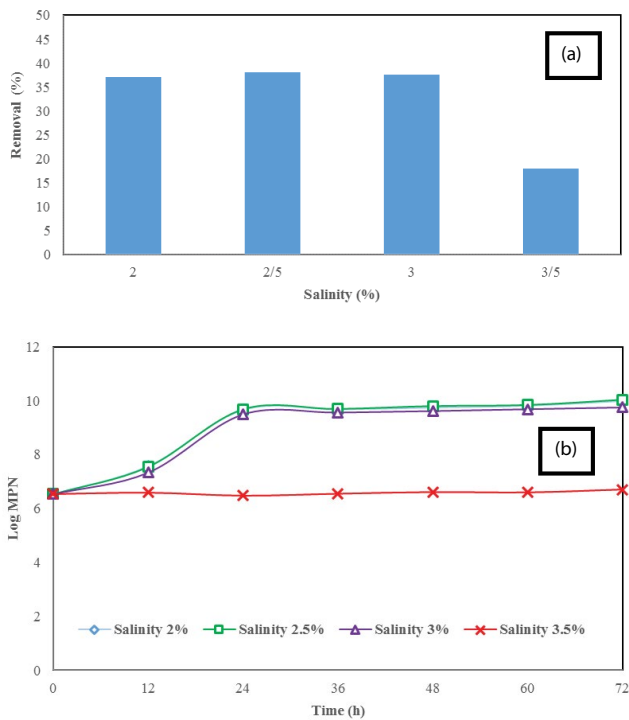 50
45
40
35
30
25
20
15
10
5
0
Removal (%)
(a)
2 2/5 3 3/5
Salinity (%)
12
10
8
6
4
2
0
Log MPN
(b)
Salinity 2% Salinity 2.5% Salinity 3% Salinity 3.5%
0 12 24 36 48 60 72
Time (h)